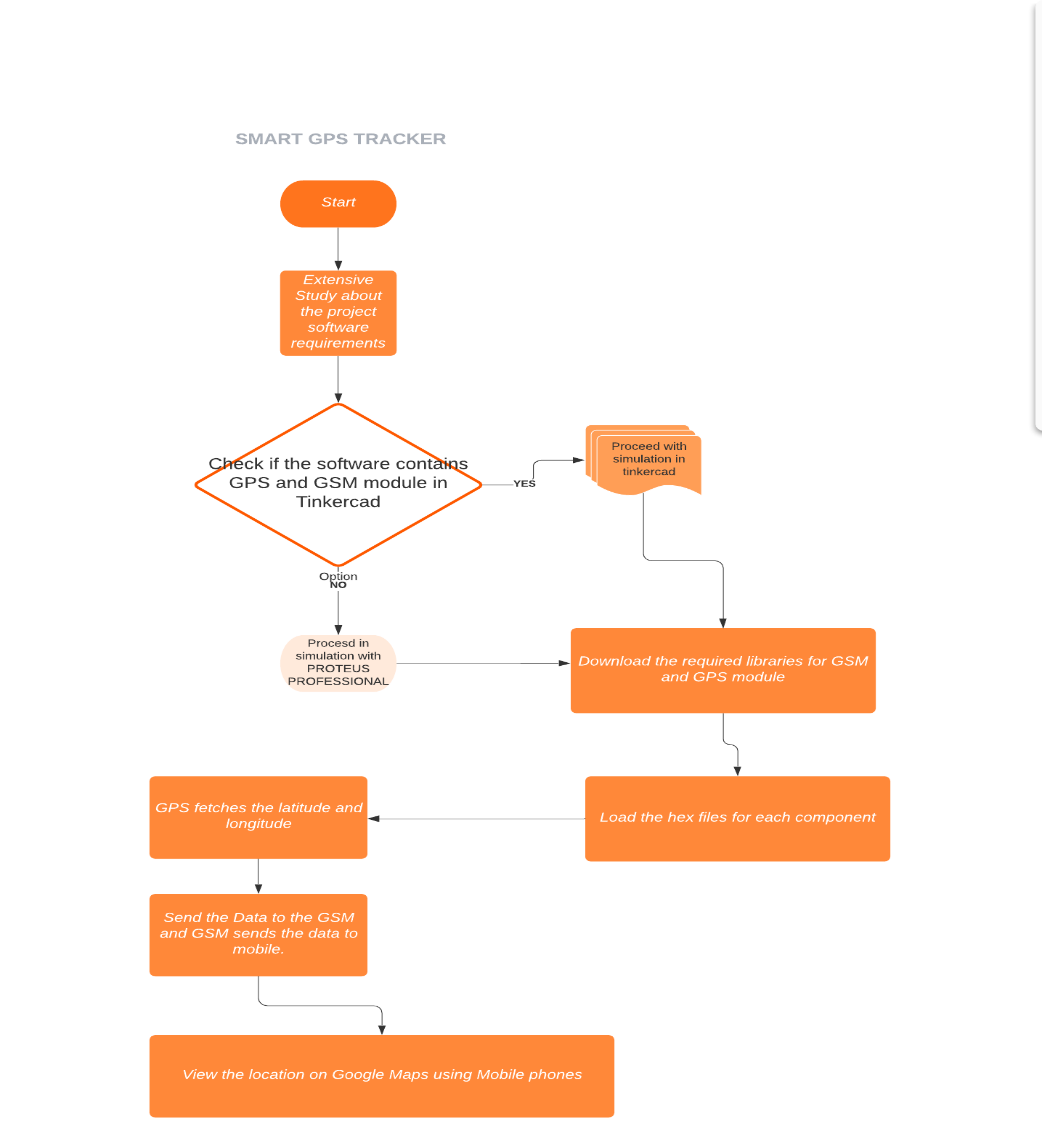 SMART GPS TRACKER
Start
Extensive
Study about
the project
software
requirements
Check if the software contains
GPS and GSM module in
Tinkercad
YES
Proceed with
simulation in
tinkercad
Option
NO
Procesd in
simulation with
PROTEUS
PROFESSIONAL
Download the required libraries for GSM
and GPS module
Load the hex files for each component
GPS fetches the latitude and
longitude
Send the Data to the GSM
and GSM sends the data to
mobile.
View the location on Google Maps using Mobile phones